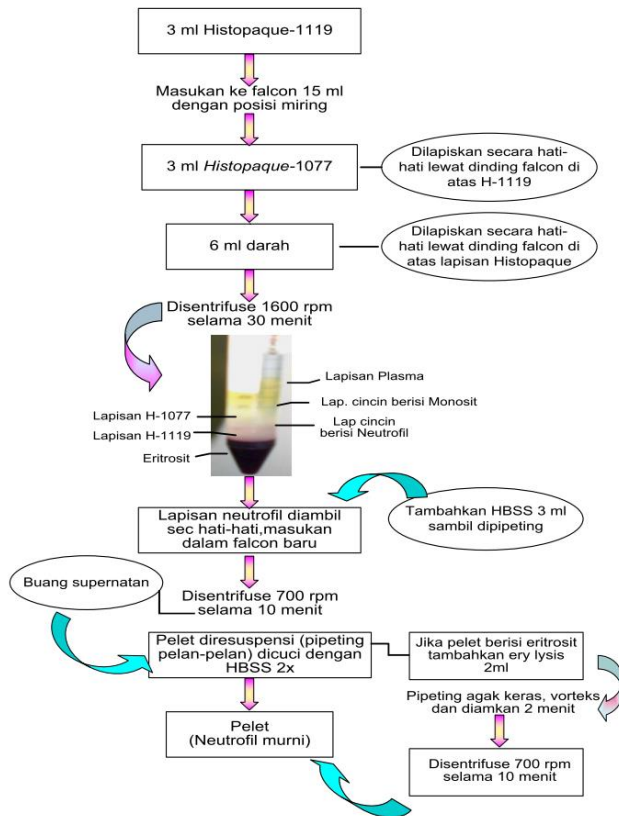 3 ml Histopaque-1119
Masukan ke falcon 15 ml
dengan posisi miring
3 ml Histopaque-1077
Dilapiskan secara hati-
hati lewat dinding falcon di
atas H-1119
6 ml darah
Dilapiskan secara hati-
hati lewat dinding falcon di
atas lapisan Histopaque
Disentrifuse 1600 rpm
selama 30 menit
Lapisan Plasma
Lap. cincin berisi Monosit
Lapisan H-1077
Lap cincin
berisi Neutrofil
Lapisan H-1119
Eritrosit
Lapisan neutrofil diambil
sec hati-hati,masukan
dalam falcon baru
Tambahkan HBSS 3 ml
sambil dipipeting
Buang supernatan
Disentrifuse 700 rpm
selama 10 menit
Pelet diresuspensi (pipeting
pelan-pelan) dicuci dengan
HBSS 2x
Jika pelet berisi eritrosit
tambahkan ery lysis
2ml
Pipeting agak keras, vorteks
dan diamkan 2 menit
Pelet
(Neutrofil murni)
Disentrifuse 700 rpm
selama 10 menit